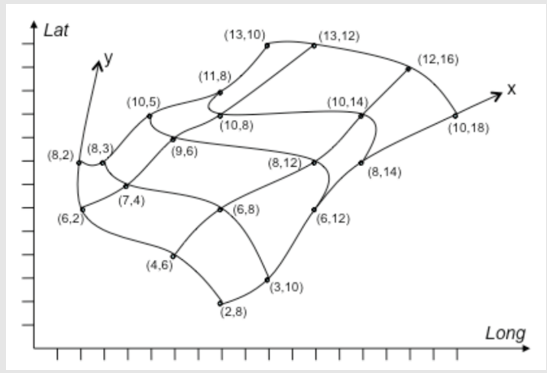 Lat
(13,10) (13,12)
y
(12,16)
(11,8)
x
(10,5) (10,14)
(10,8) (10,18)
(8,2) (8,3) (9,6) (8,12) (8,14)
(7,4)
(6,2) (6,8) (6,12)
(4,6)
(3,10)
(2,8)
Long